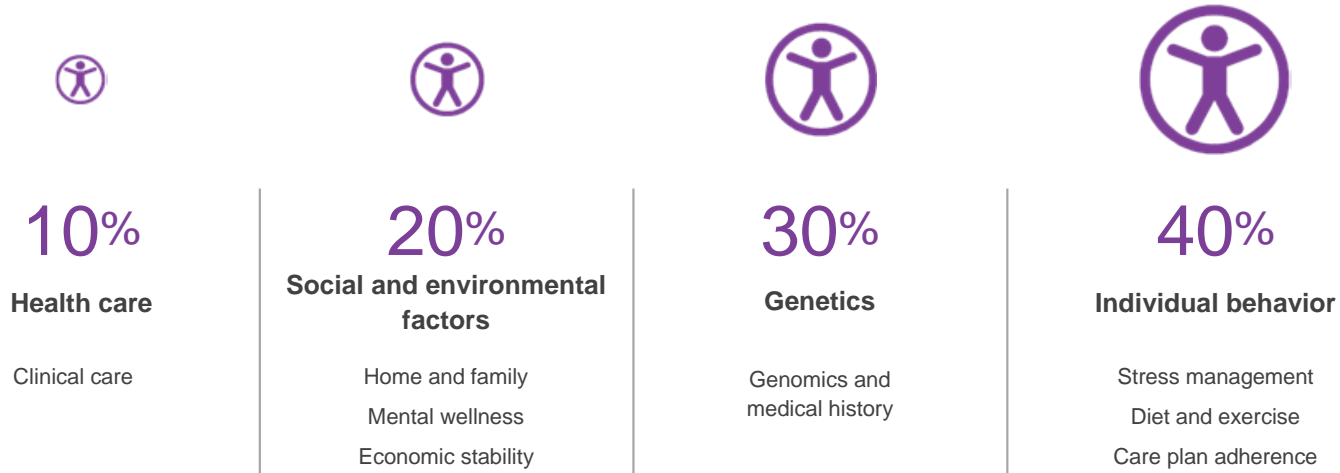 10%
Health care
Clinical care
20%
Social and environmental
factors
Home and family
Mental wellness
Economic stability
30%
Genetics
Genomics and
medical history
40%
Individual behavior
Stress management
Diet and exercise
Care plan adherence